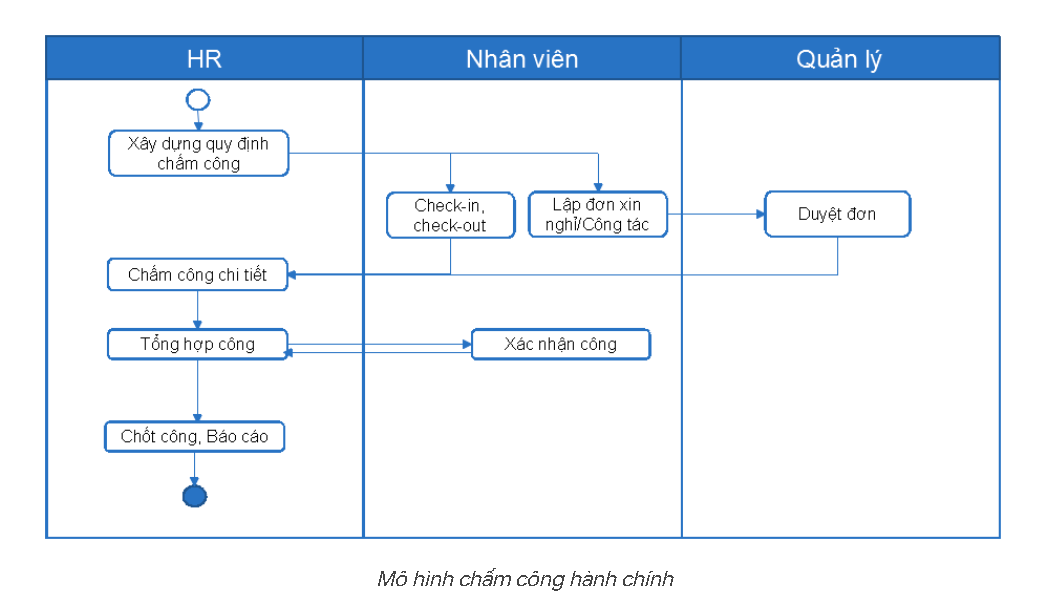 HR
Nhân viên
Quản lý
Xây dựng quy định
chấm công
Check-in,
check-out
Lập đơn xin
nghỉ/Công tác
Duyệt đơn
Chấm công chi tiết
Tổng hợp công
Xác nhận công
Chốt công, Báo cáo
Mô hình chấm công hành chính